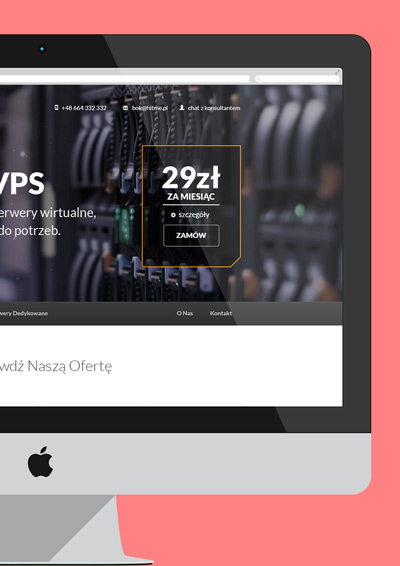 +48 664 332 332 bok@hitme.pl chat z konsultantem
VPS
erwery wirtualne,
do potrzeb.
29zł
ZA MIESIĄC
szczegóły
ZAMÓW
wery Dedykowane O Nas Kontakt
wdź Naszą Ofertę